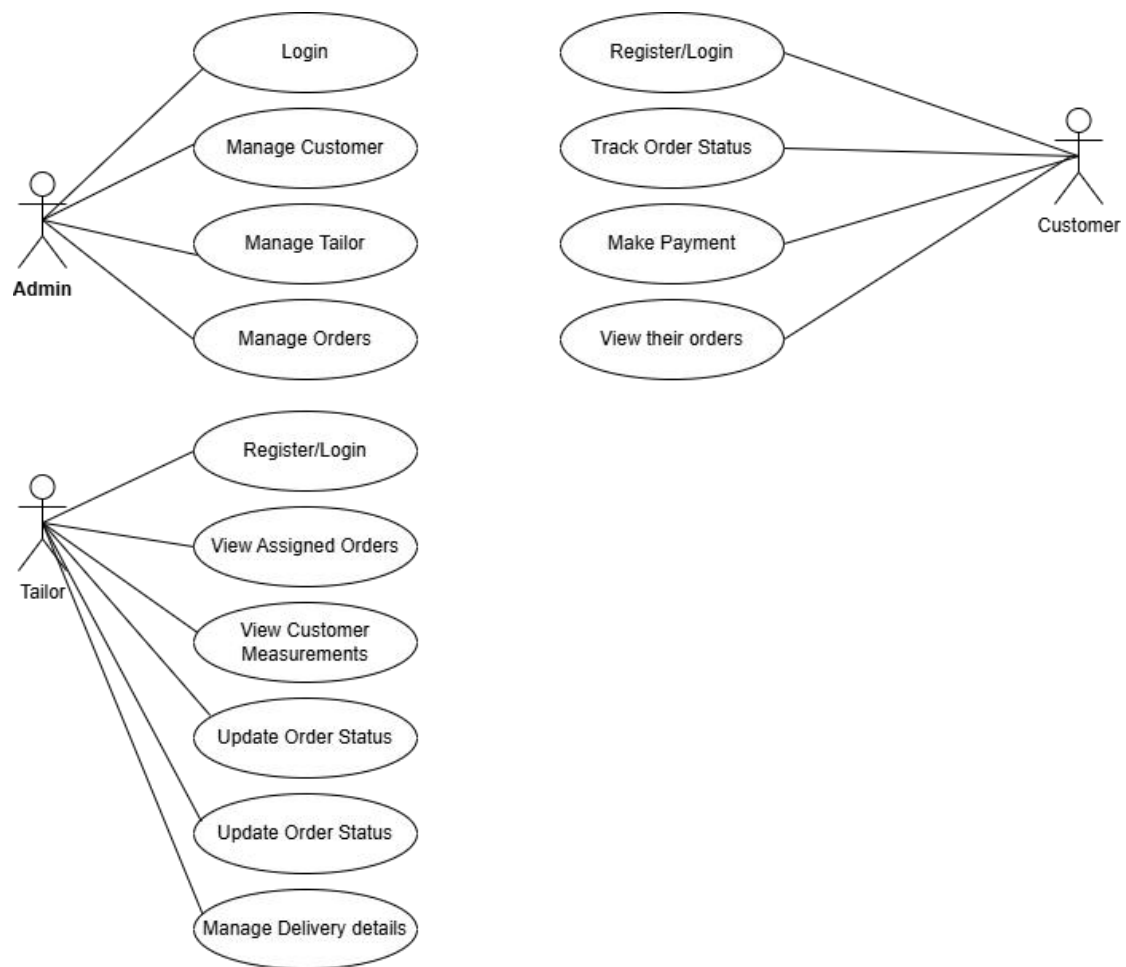 Login
Manage Customer
Manage Tailor
Manage Orders
Admin
Register/Login
Track Order Status
Make Payment
View their orders
Customer
Register/Login
View Assigned Orders
View Customer
Measurements
Update Order Status
Update Order Status
Manage Delivery details
Tailor